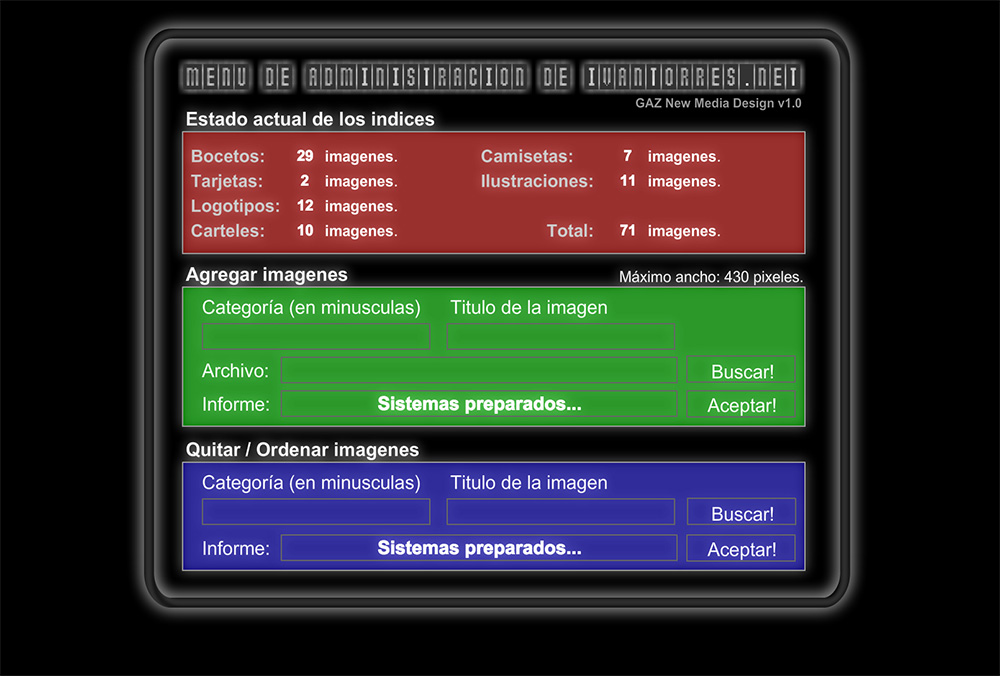 MENU DE ADMINISTRACION DE IVANTORRES.NET
GAZ New Media Design v1.0
Estado actual de los indices
Bocetos: 29 imagenes. Camisetas: 7 imagenes.
Tarjetas: 2 imagenes. Ilustraciones: 11 imagenes.
Logotipos: 12 imagenes.
Carteles: 10 imagenes. Total: 71 imagenes.
Agregar imagenes Máximo ancho: 430 pixeles.
Categoría (en minusculas) Titulo de la imagen
Archivo: Buscar!
Informe: Sistemas preparados... Aceptar!
Quitar / Ordenar imagenes
Categoría (en minusculas) Titulo de la imagen
Buscar!
Informe: Sistemas preparados... Aceptar!